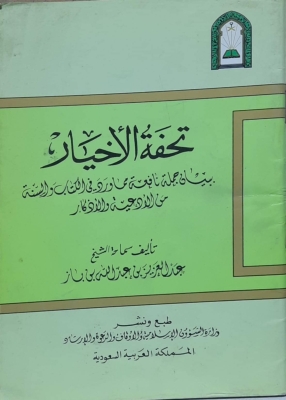 تحفة الأخيار
ببيان جملة نافعة مما ورد في الكتاب والسنة
من الأدعية والأذكار
تأليف سماحة الشيخ
عبد العزيز بن عبد الله بن باز
طبع ونشر
وزارة الشؤون الإسلامية والأوقاف والدعوة والإرشاد
المملكة العربية السعودية